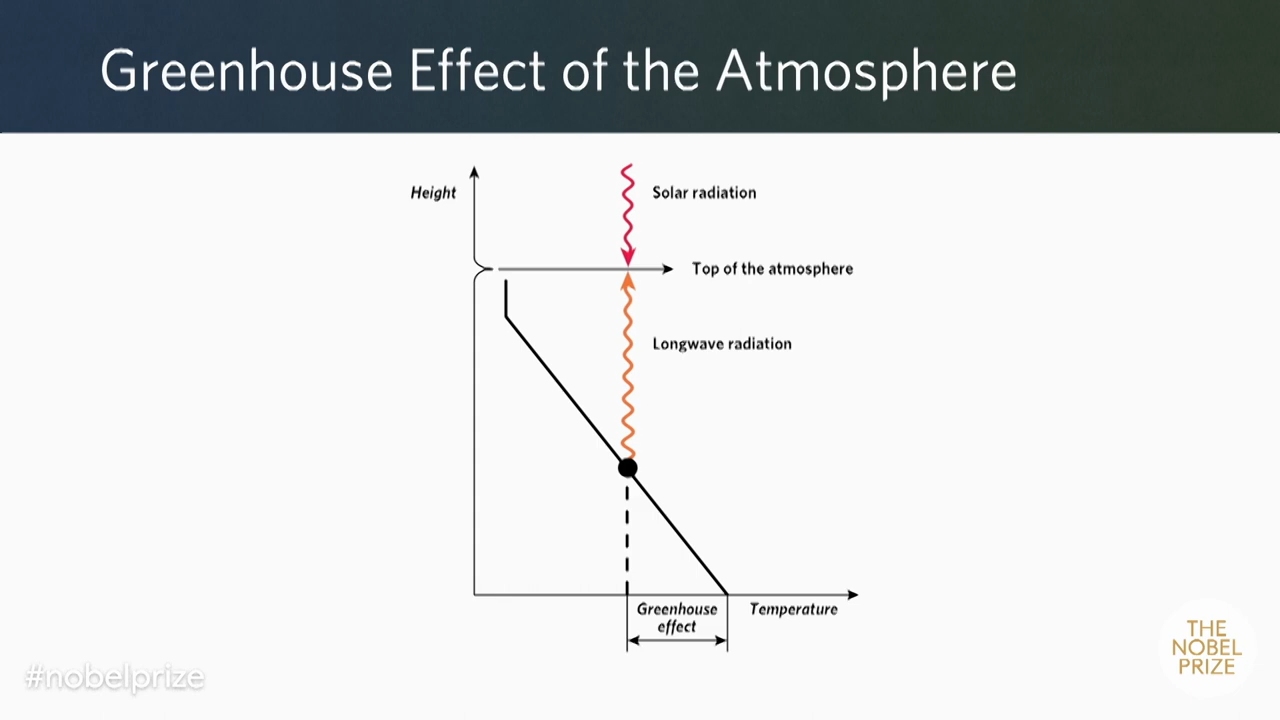 Greenhouse Effect of the Atmosphere
Height
Solar radiation
Top of the atmosphere
Longwave radiation
Greenhouse
effect
Temperature
#nobelprize
THE
NOBEL
PRIZE